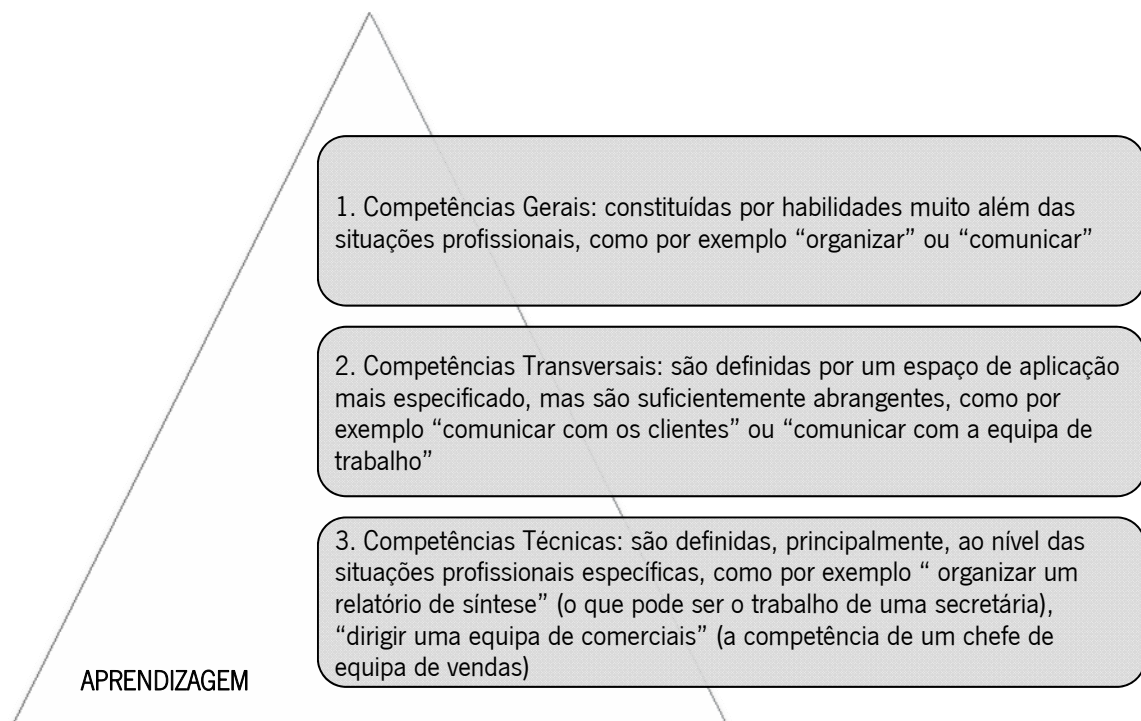 1. Competências Gerais: constituídas por habilidades muito além das
situações profissionais, como por exemplo “organizar” ou “comunicar”
2. Competências Transversais: são definidas por um espaço de aplicação
mais especificado, mas são suficientemente abrangentes, como por
exemplo “comunicar com os clientes” ou “comunicar com a equipa de
trabalho”
3. Competências Técnicas: são definidas, principalmente, ao nível das
situações profissionais específicas, como por exemplo “ organizar um
relatório de síntese” (o que pode ser o trabalho de uma secretária),
“dirigir uma equipa de comerciais” (a competência de um chefe de
equipa de vendas)
APRENDIZAGEM